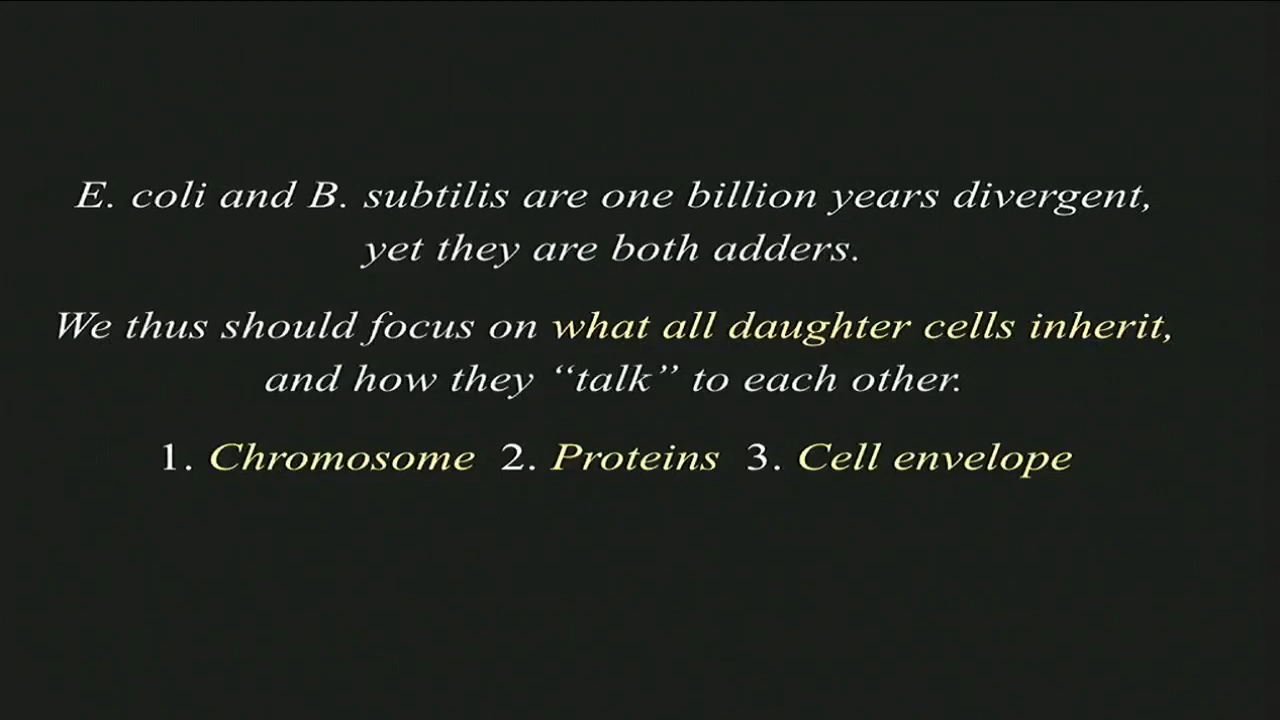 E. coli and B. subtilis are one billion years divergent,
yet they are both adders.
We thus should focus on what all daughter cells inherit,
and how they “talk” to each other.
1. Chromosome 2. Proteins 3. Cell envelope